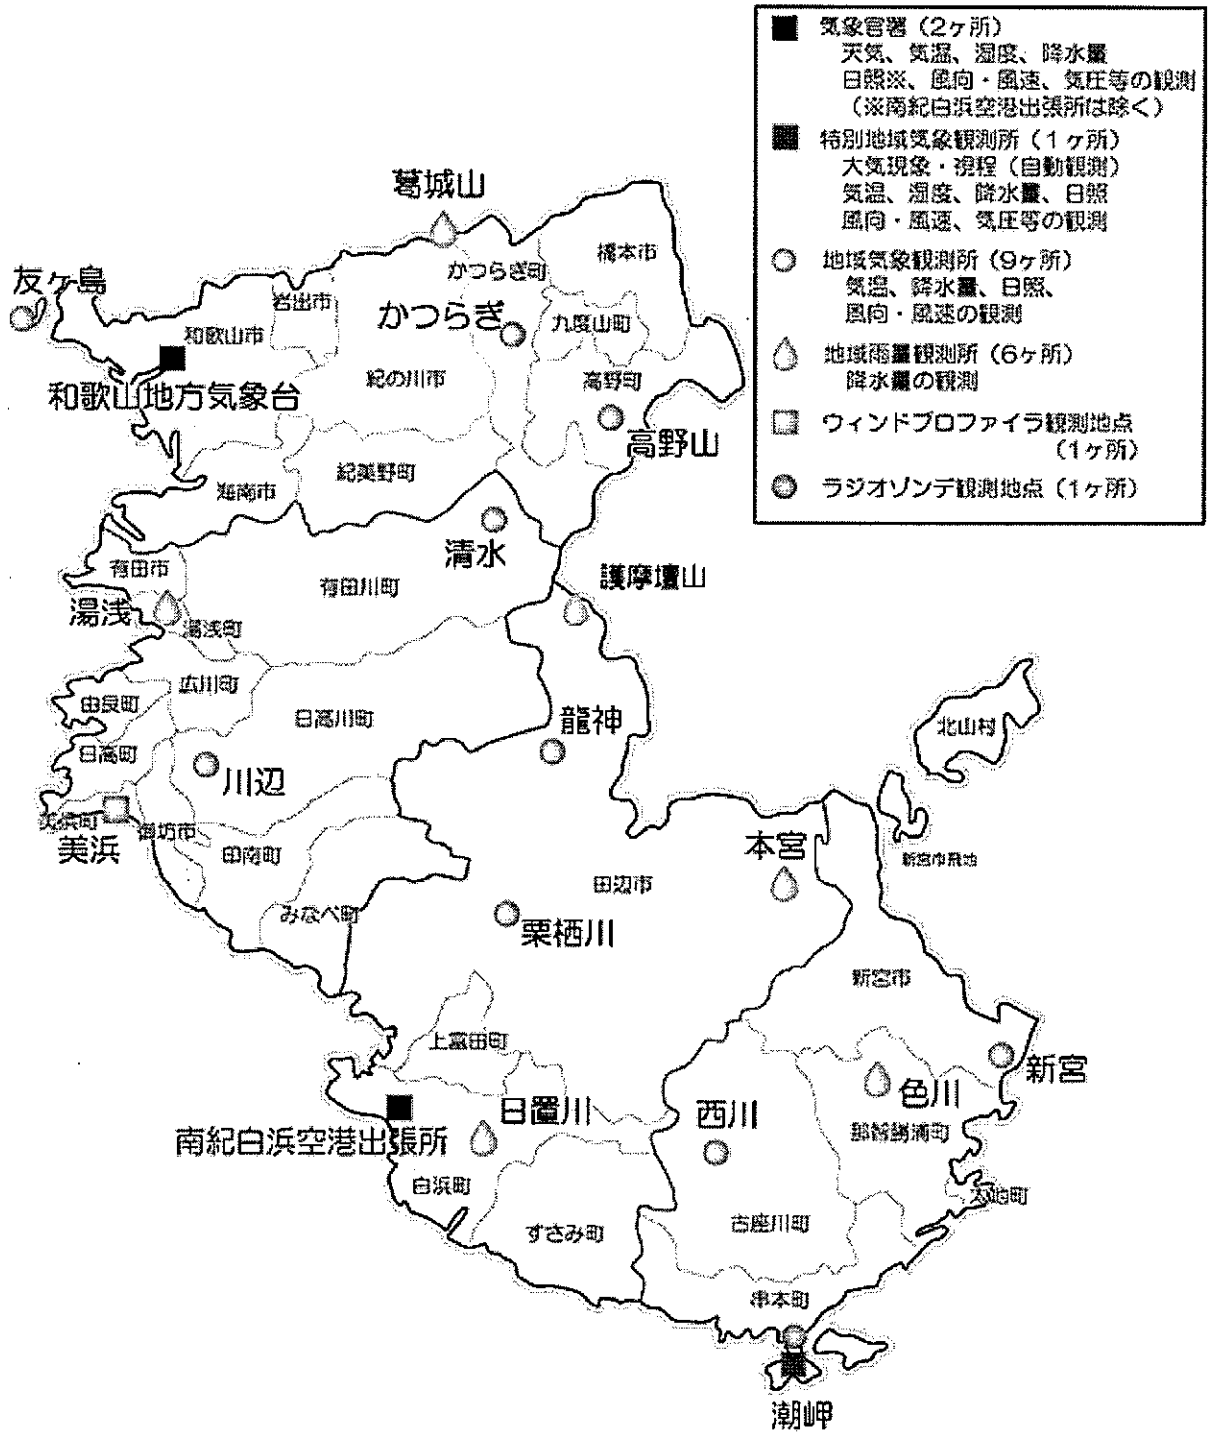 気象官署（2ヶ所）
天気、気温、湿度、降水量
日照※、風向・風速、気圧等の観測
（※南紀白浜空港出張所は除く）
特別地域気象観測所（1ヶ所）
大気現象・視程（自動観測）
気温、湿度、降水量、日照
風向・風速、気圧等の観測
地域気象観測所（9ヶ所）
気温、降水量、日照、
風向・風速の観測
地域雨量観測所（6ヶ所）
降水量の観測
ウィンドプロファイラ観測地点
（1ヶ所）
ラジオゾンデ観測地点（1ヶ所）
葛城山
橋本市
かつらぎ町
友ヶ島
岩出市
かつらぎ
九度山町
和歌山市
紀の川市
高野町
和歌山地方気象台
高野山
紀美野町
海南市
清水
有田市
有田川町
護摩壇山
湯浅
湯浅町
広川町
由良町
日高川町
龍神
北山村
日高町
川辺
美浜町
御坊市
美浜
印南町
本宮
新宮市飛地
田辺市
みなべ町
栗栖川
新宮市
上富田町
新宮
色川
日置川
西川
那智勝浦町
南紀白浜空港出張所
白浜町
太地町
古座川町
すさみ町
串本町
潮岬